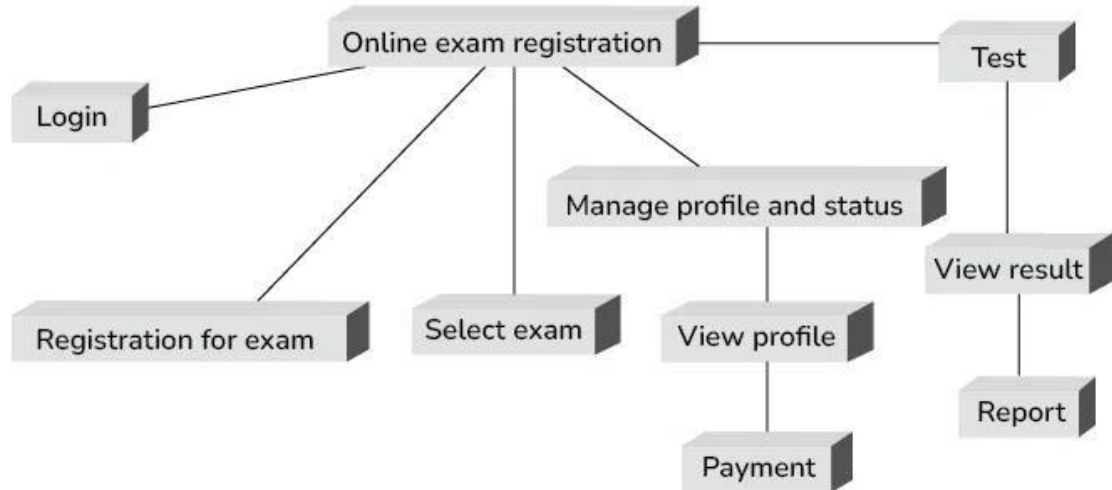 Online exam registration
Test
Login
Manage profile and status
View result
Registration for exam
Select exam
View profile
Report
Payment